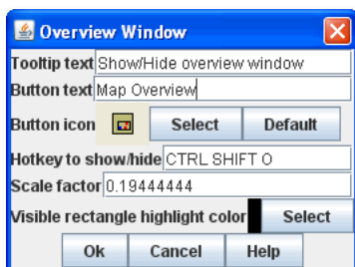 Overview Window
Tooltip text Show/Hide overview window
Button text Map Overview
Button icon Select Default
Hotkey to show/hide CTRL SHIFT O
Scale factor 0.19444444
Visible rectangle highlight color Select
Ok Cancel Help